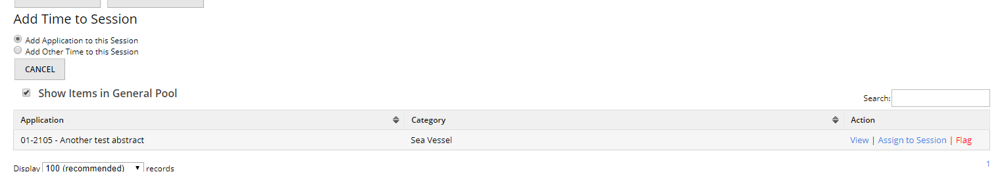 Add Time to Session
Add Application to this Session
Add Other Time to this Session
CANCEL
Show Items in General Pool
Search:
Application Category Action
01-2105 - Another test abstract Sea Vessel View | Assign to Session | Flag
Display 100 (recommended) records 1